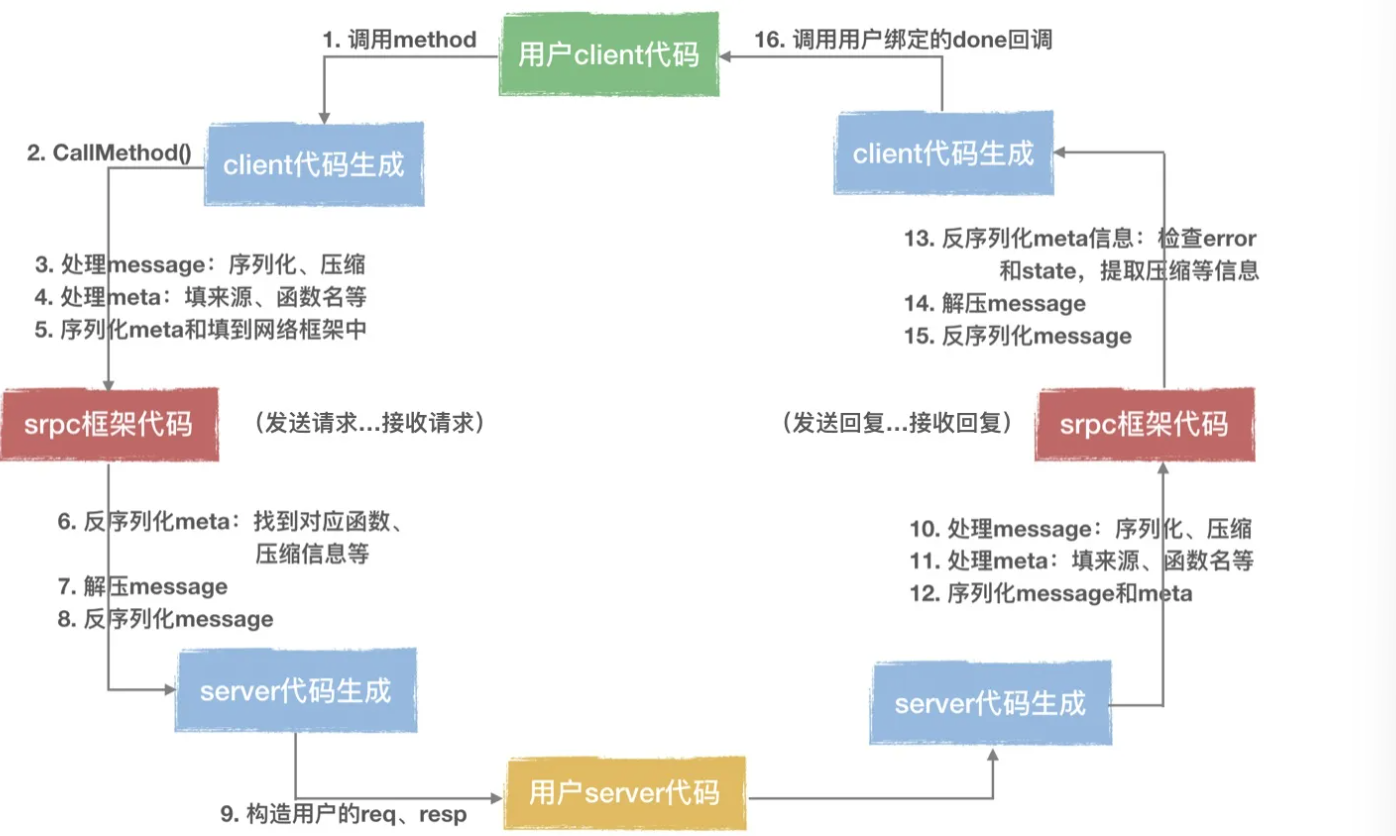 1. 调用method
用户client代码
16. 调用用户绑定的done回调
2. CallMethod()
client代码生成
client代码生成
3. 处理message：序列化、压缩
4. 处理meta：填来源、函数名等
5. 序列化meta和填到网络框架中
13. 反序列化meta信息：检查error
和state，提取压缩等信息
14. 解压message
15. 反序列化message
srpc框架代码
（发送请求...接收请求）
（发送回复...接收回复）
srpc框架代码
6. 反序列化meta：找到对应函数、
压缩信息等
7. 解压message
8. 反序列化message
10. 处理message：序列化、压缩
11. 处理meta：填来源、函数名等
12. 序列化message和meta
server代码生成
server代码生成
9. 构造用户的req、resp
用户server代码